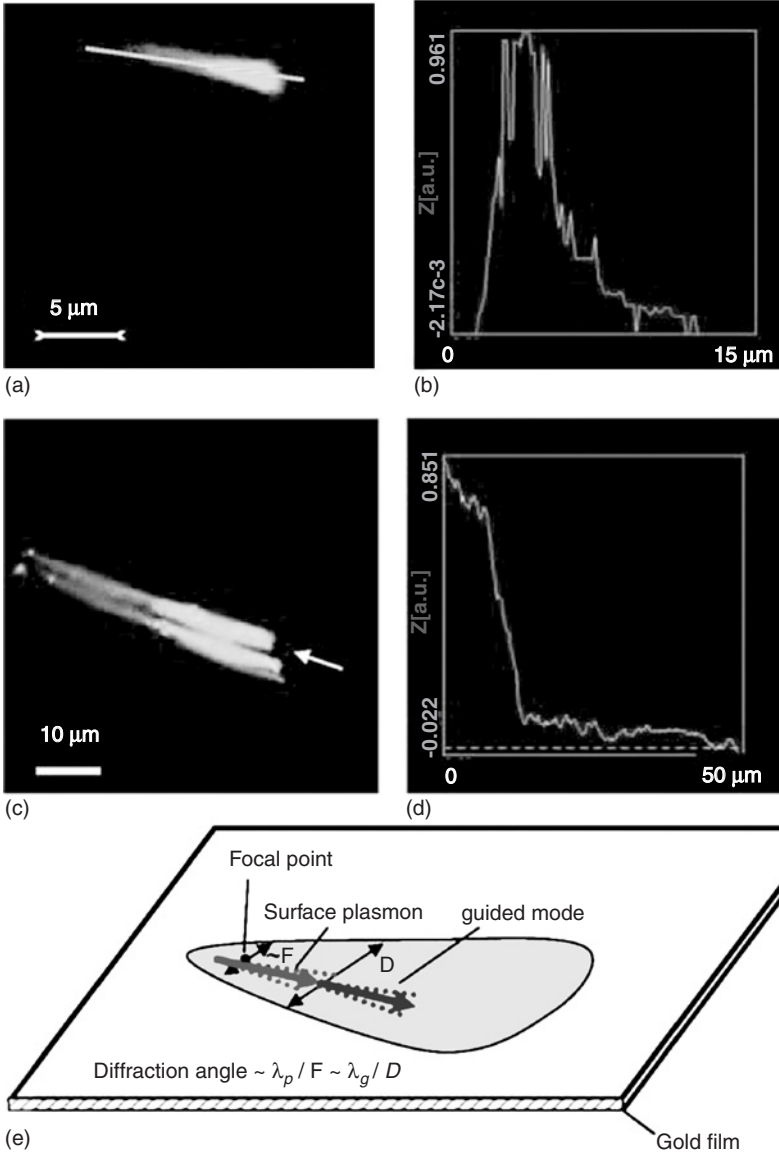 0.961
Z[a.u.]
-2.17c-3
5 μm
0
15 μm
(a)
(b)
0.851
Z[a.u.]
-0.022
10 μm
0
50 μm
(c)
(d)
Focal point
Surface plasmon
guided mode
~F
D
Diffraction angle ~ λp / F ~ λg / D
(e)
Gold film